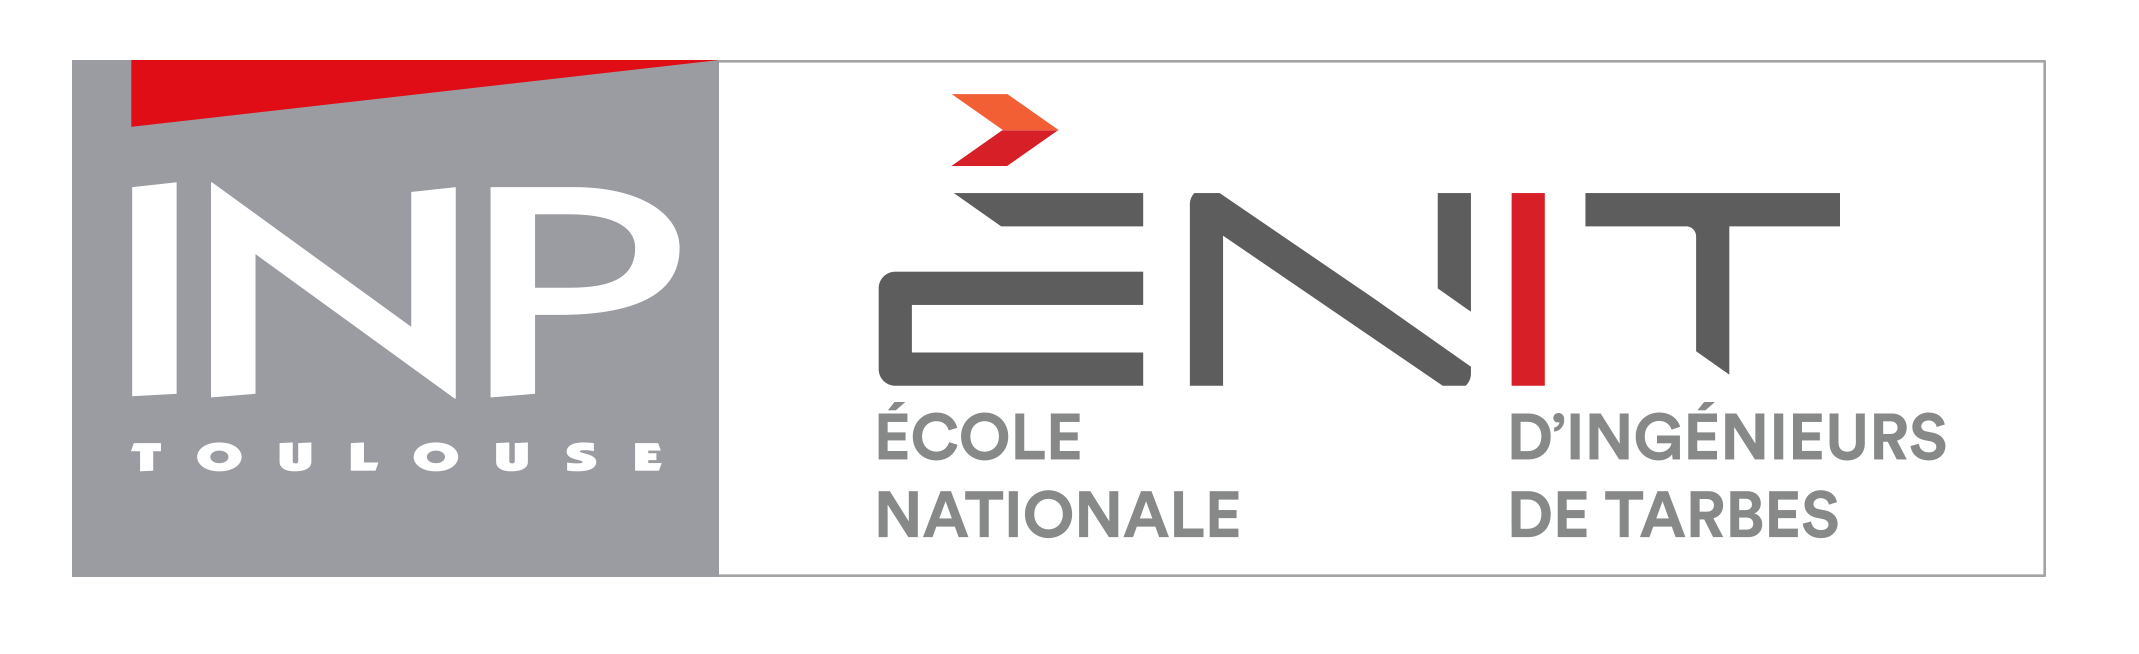 INP
TOULOUSE
ÈNIT
ÉCOLE
NATIONALE
D’INGÉNIEURS
DE TARBES